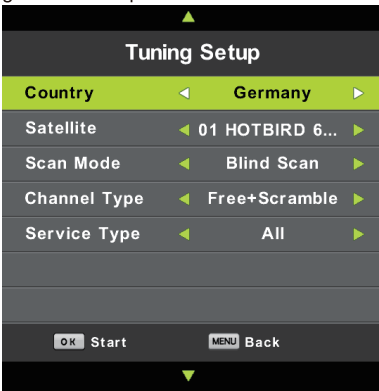 Tuning Setup
Country Germany
Satellite 01 HOTBIRD 6...
Scan Mode Blind Scan
Channel Type Free+Scramble
Service Type All
OK Start MENU Back